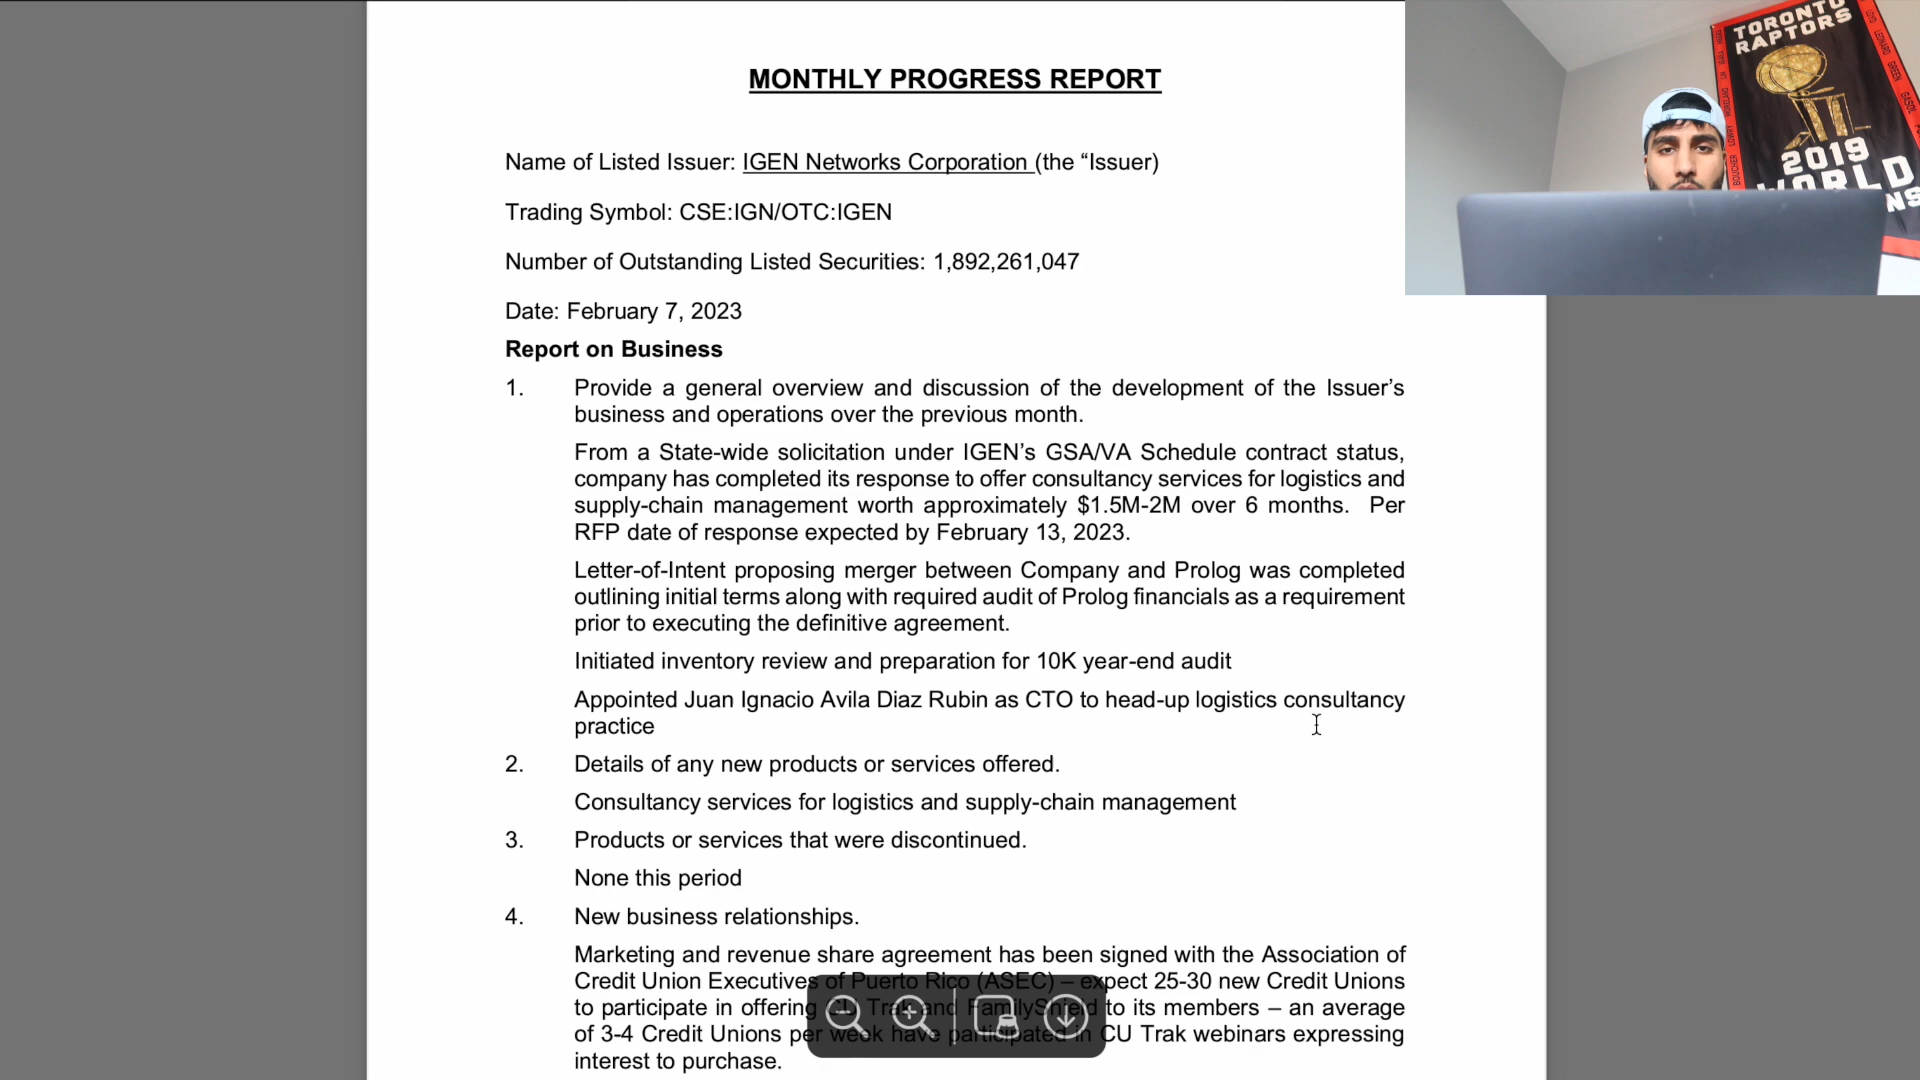 MONTHLY PROGRESS REPORT
Name of Listed Issuer: IGEN Networks Corporation (the “Issuer)
Trading Symbol: CSE:IGN/OTC:IGEN
Number of Outstanding Listed Securities: 1,892,261,047
Date: February 7, 2023
Report on Business
1. Provide a general overview and discussion of the development of the Issuer’s
business and operations over the previous month.
From a State-wide solicitation under IGEN’s GSA/VA Schedule contract status,
company has completed its response to offer consultancy services for logistics and
supply-chain management worth approximately $1.5M-2M over 6 months. Per
RFP date of response expected by February 13, 2023.
Letter-of-Intent proposing merger between Company and Prolog was completed
outlining initial terms along with required audit of Prolog financials as a requirement
prior to executing the definitive agreement.
Initiated inventory review and preparation for 10K year-end audit
Appointed Juan Ignacio Avila Diaz Rubin as CTO to head-up logistics consultancy
practice
2. Details of any new products or services offered.
Consultancy services for logistics and supply-chain management
3. Products or services that were discontinued.
None this period
4. New business relationships.
Marketing and revenue share agreement has been signed with the Association of
Credit Union Executives of Puerto Rico (ASEC) – expect 25-30 new Credit Unions
to participate in offering CU Trak and FamilyShield to its members – an average
of 3-4 Credit Unions per week have participated in CU Trak webinars expressing
interest to purchase.
TORONTO
RAPTORS
2019
WORLD
LEONARD
GREEN
GASOL
LOWRY
BOUCHER